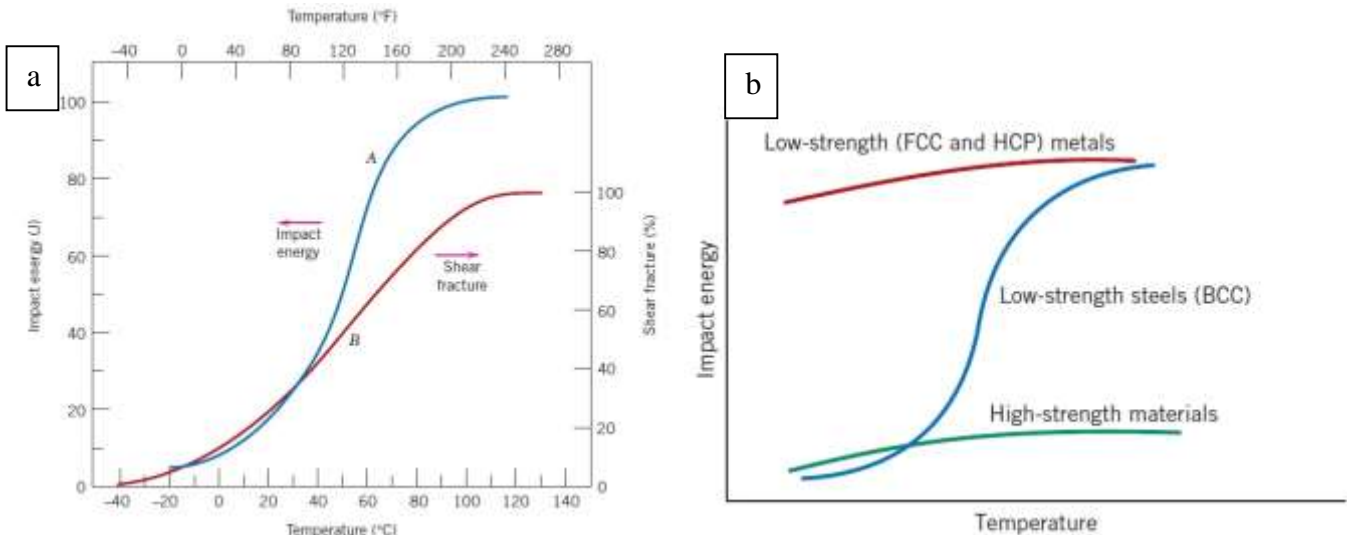 a
Temperature (°F)
−40 0 40 80 120 160 200 240 280
100
80
60
40
20
0
Impact energy (J)
A
Impact
energy
Shear
fracture
B
100
80
60
40
20
0
Shear fracture (%)
−40 −20 0 20 40 60 80 100 120 140
Temperature (°C)
b
Low-strength (FCC and HCP) metals
Impact energy
Low-strength steels (BCC)
High-strength materials
Temperature